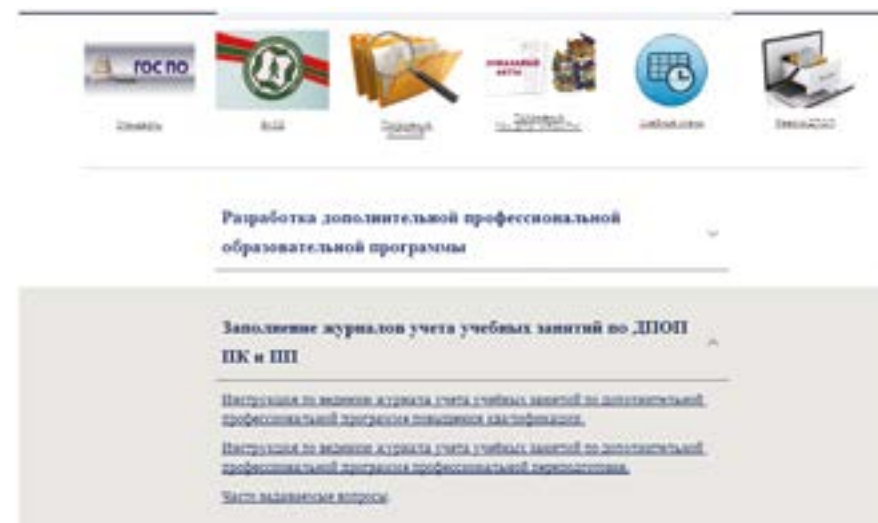 ГОС ПО
ЛОКАЛЬНЫЕ
АКТЫ
Разработка дополнительной профессиональной
образовательной программы
Заполнение журналов учета учебных занятий по ДПОП
ПК и ПП
Инструкция по ведению журнала учета учебных занятий по дополнительной
профессиональной программе повышения квалификации.
Инструкция по ведению журнала учета учебных занятий по дополнительной
профессиональной программе профессиональной переподготовки.
Часто задаваемые вопросы